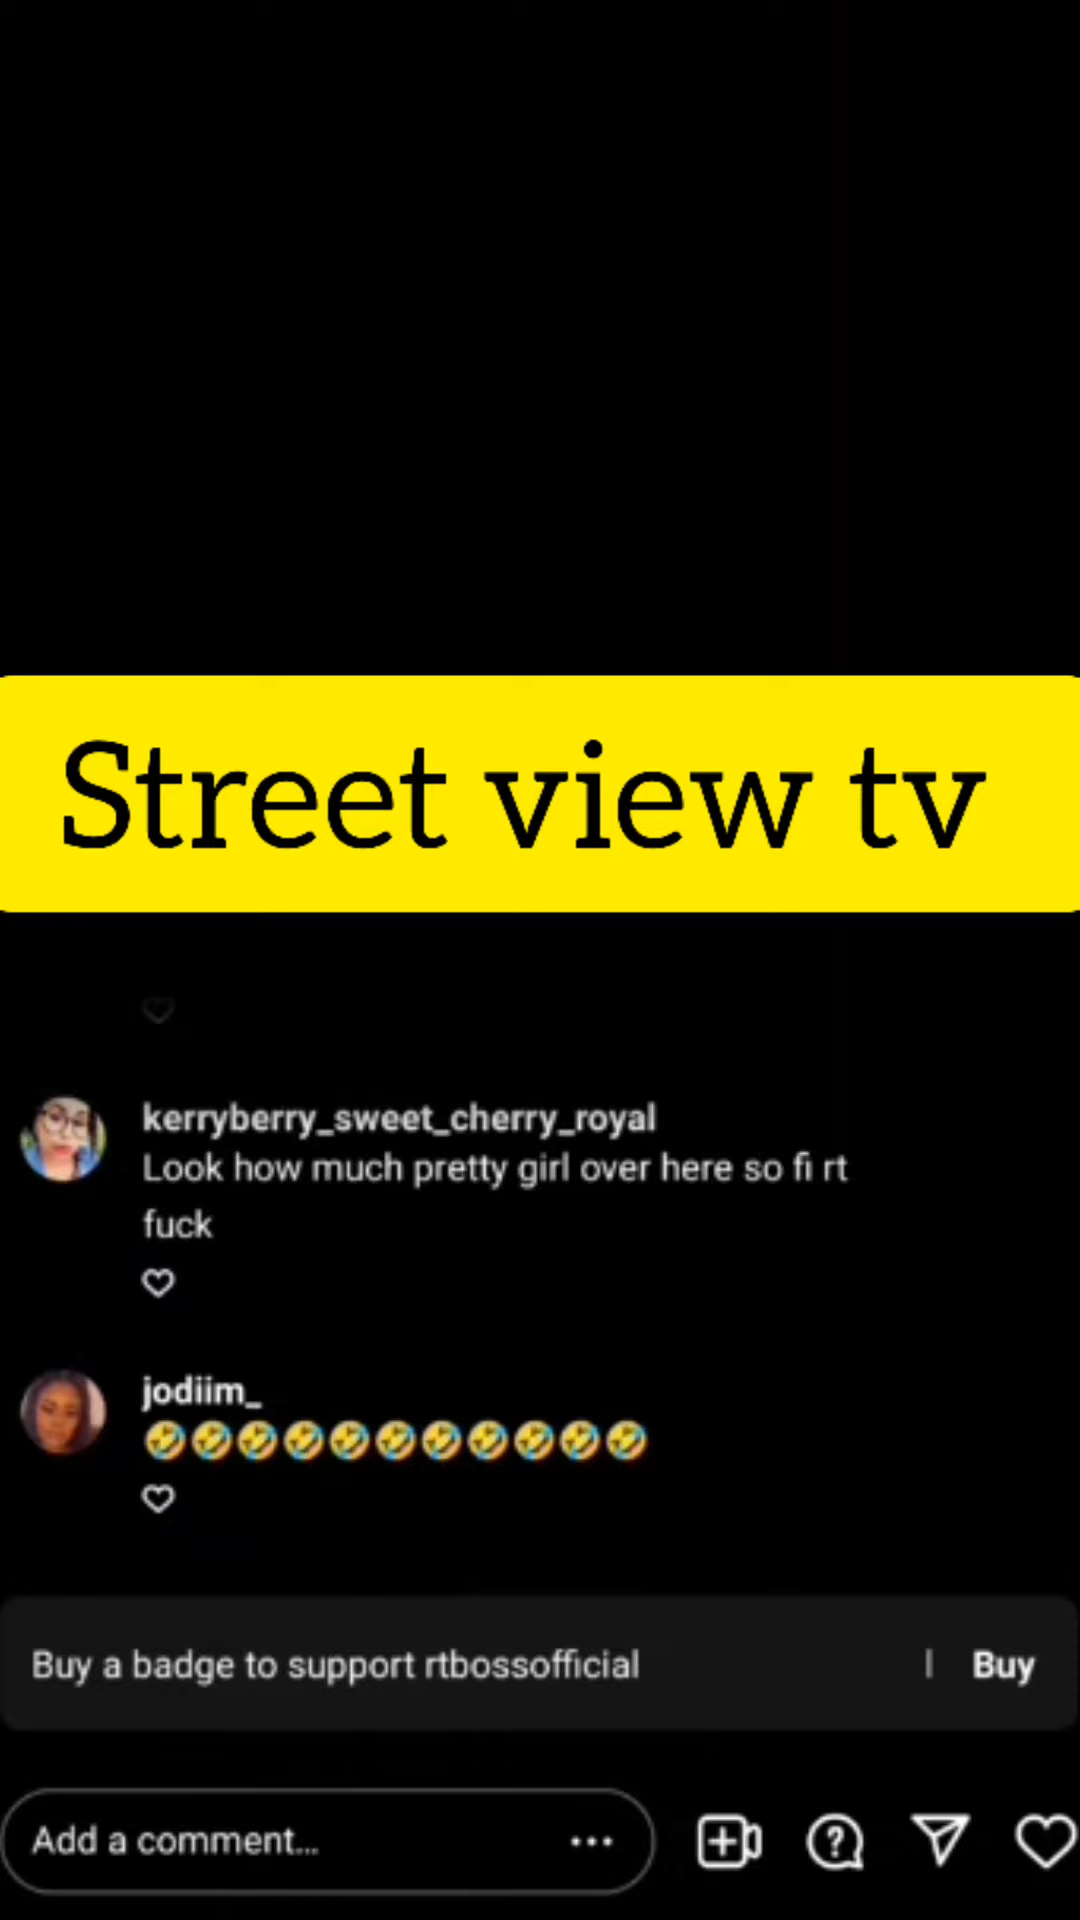 Street view tv
kerryberry_sweet_cherry_royal
Look how much pretty girl over here so fi rt
fuck
jodiim_
🤣🤣🤣🤣🤣🤣🤣🤣🤣🤣🤣
Buy a badge to support rtbossofficial | Buy
Add a comment...